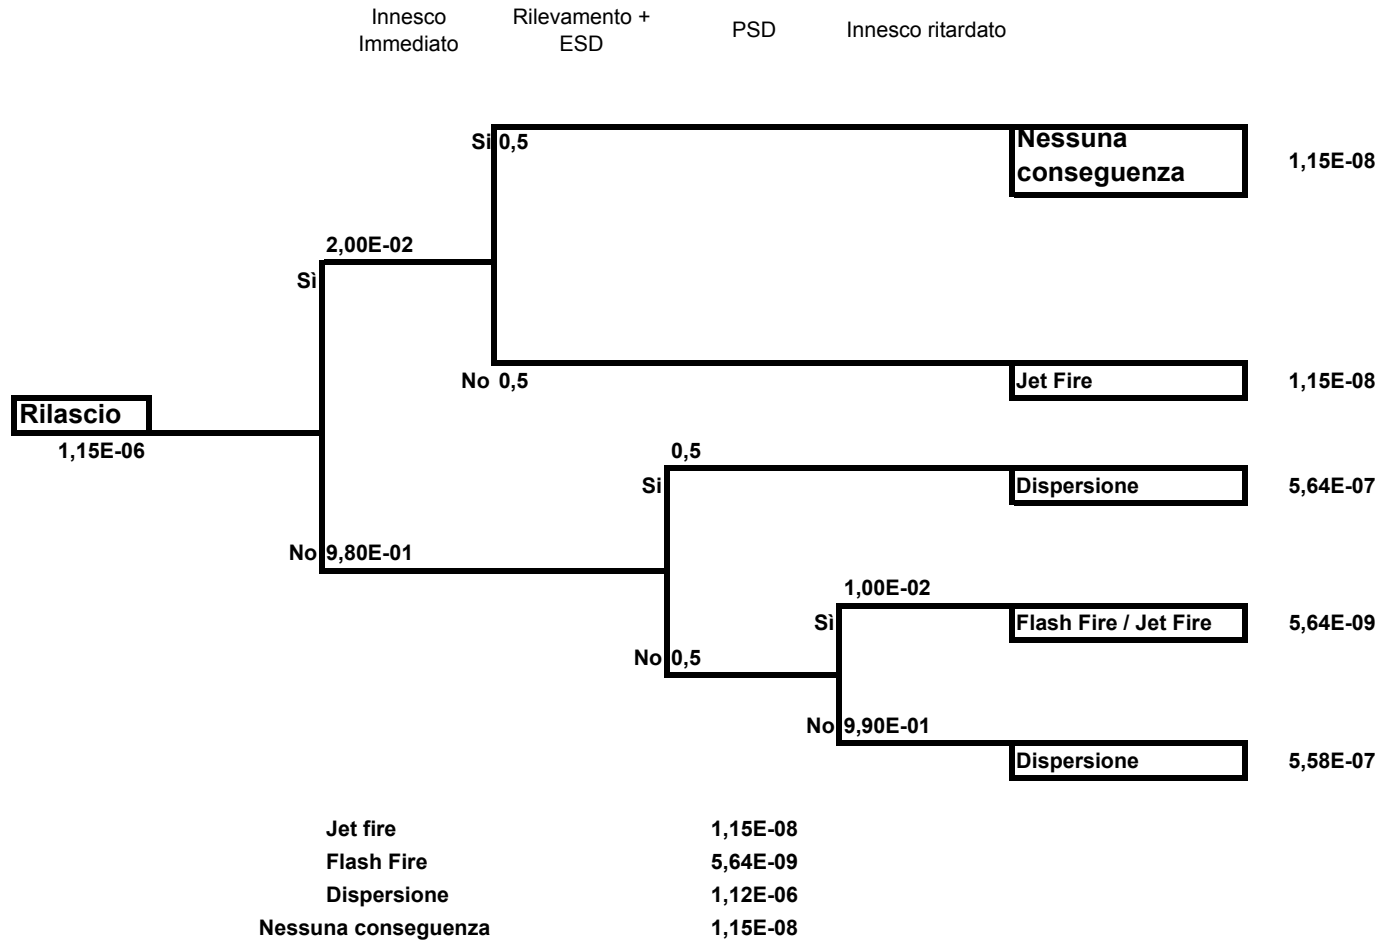 Innesco
Immediato
Rilevamento +
ESD
PSD
Innesco ritardato
Si 0,5
Nessuna
conseguenza
1,15E-08
2,00E-02
Sì
No 0,5
Jet Fire
1,15E-08
Rilascio
1,15E-06
0,5
Si
Dispersione
5,64E-07
No 9,80E-01
1,00E-02
Sì
Flash Fire / Jet Fire
5,64E-09
No 0,5
No 9,90E-01
Dispersione
5,58E-07
Jet fire 1,15E-08
Flash Fire 5,64E-09
Dispersione 1,12E-06
Nessuna conseguenza 1,15E-08